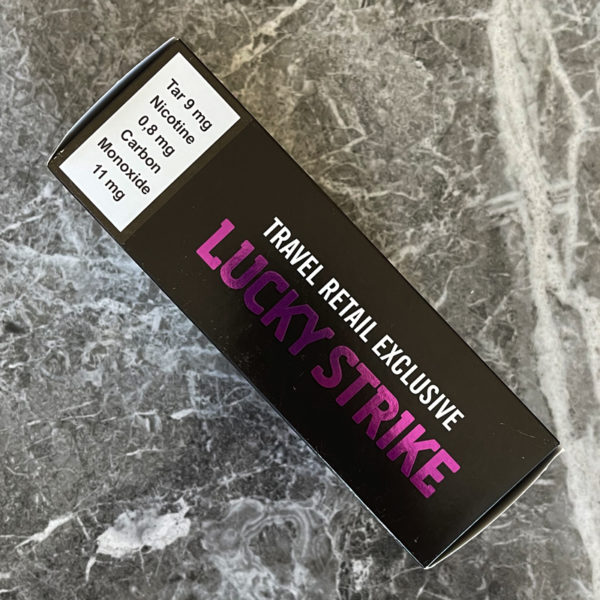 Tar 9 mg
Nicotine
0,8 mg
Carbon
Monoxide
11 mg
TRAVEL RETAIL EXCLUSIVE
LUCKY STRIKE